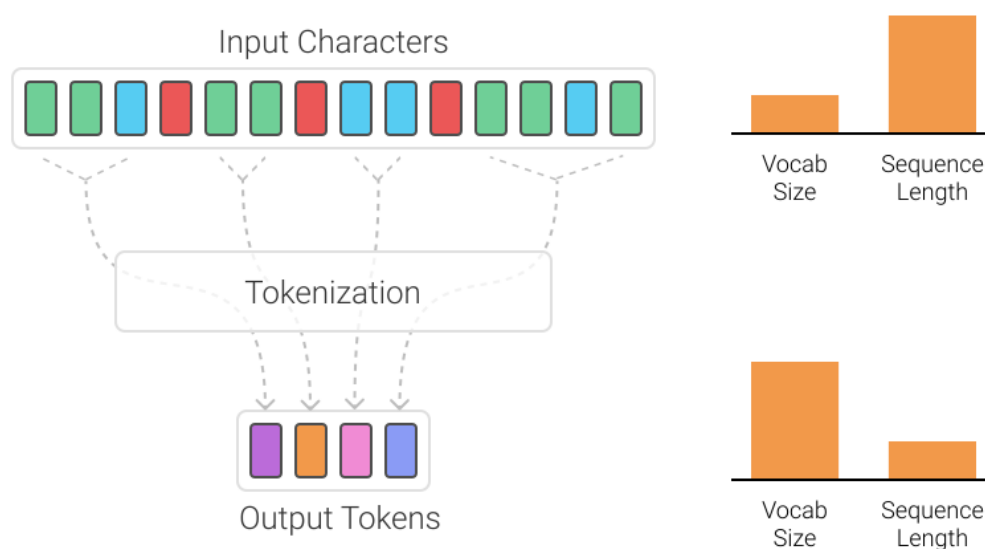 Input Characters
Vocab
Size
Sequence
Length
Tokenization
Output Tokens
Vocab
Size
Sequence
Length